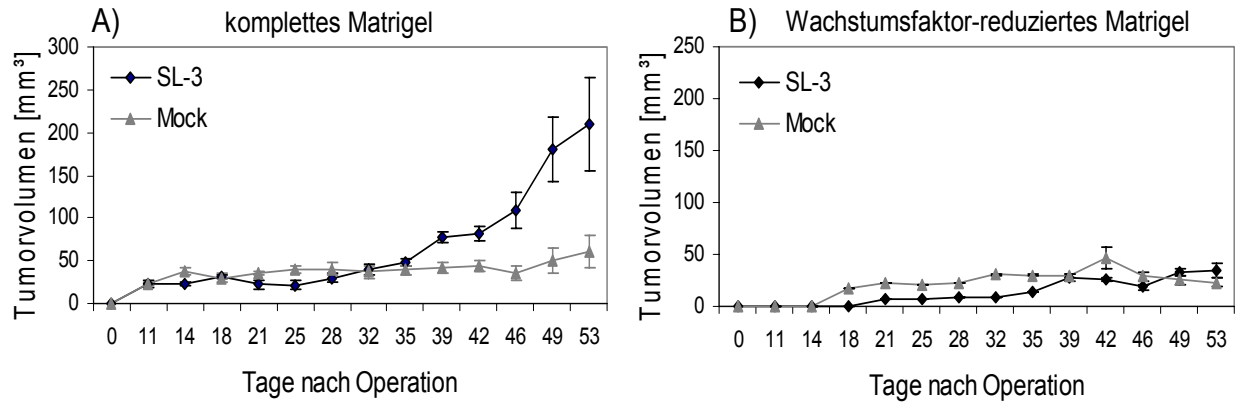 A) komplettes Matrigel
Tumorvolumen [mm³]
300
250
200
150
100
50
0
SL-3
Mock
0 11 14 18 21 25 28 32 35 39 42 46 49 53
Tage nach Operation
B) Wachstumsfaktor-reduziertes Matrigel
Tumorvolumen [mm³]
250
200
150
100
50
0
SL-3
Mock
0 11 14 18 21 25 28 32 35 39 42 46 49 53
Tage nach Operation